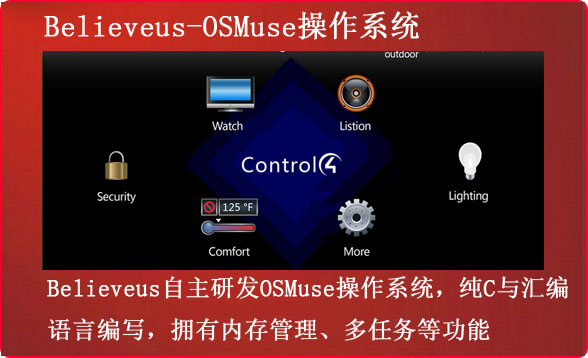 Believeus-OSMuse操作系统
outdoor
Watch
Listion
Control4
Security
Lighting
125 °F
Comfort
More
Believeus自主研发OSMuse操作系统，纯C与汇编
语言编写，拥有内存管理、多任务等功能